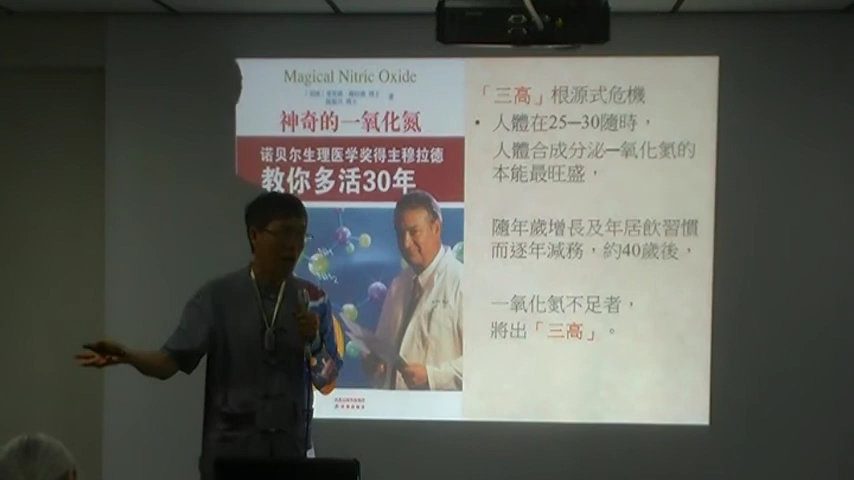 Magical Nitric Oxide
神奇的一氧化氮
诺贝尔生理医学奖得主穆拉德
教你多活30年
「三高」根源式危機
• 人體在25─30隨時，
人體合成分泌一氧化氮的
本能最旺盛，
隨年歲增長及年居飲習慣
而逐年減務，約40歲後，
一氧化氮不足者，
將出「三高」。